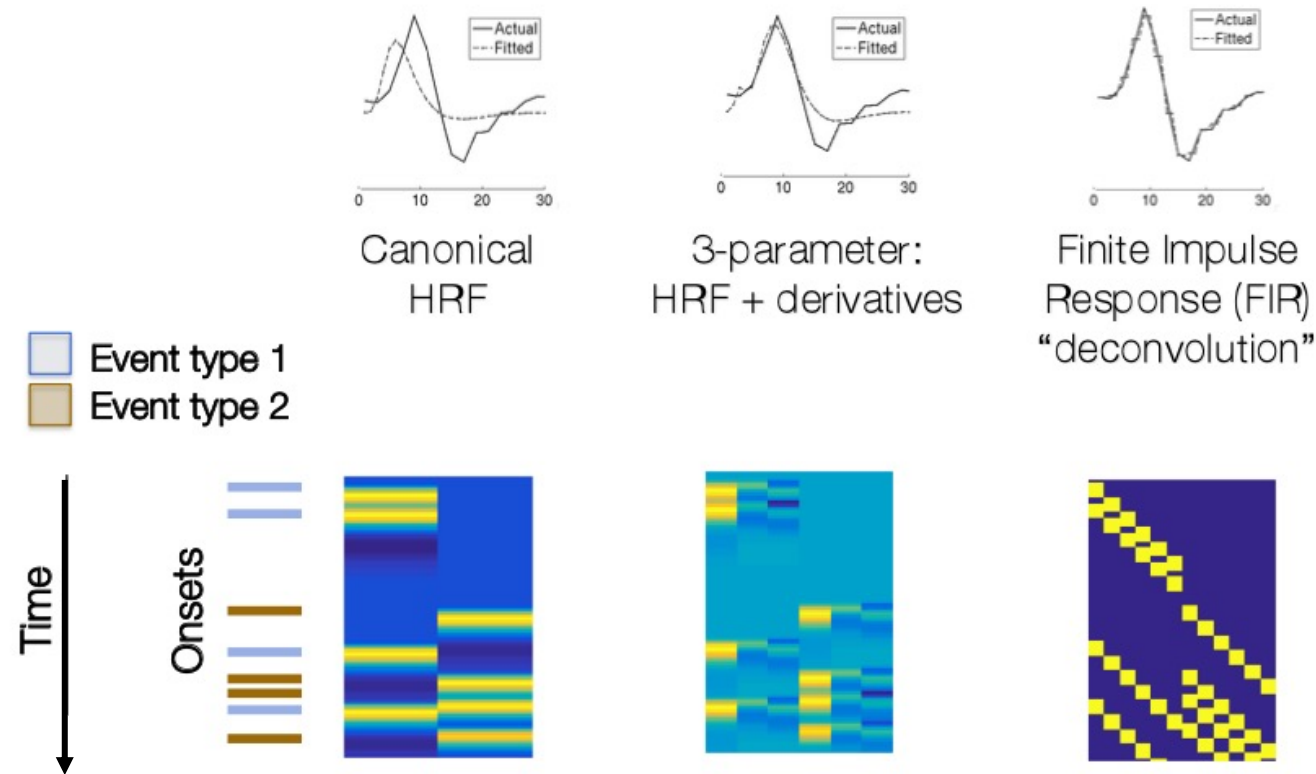 Actual
Fitted
0 10 20 30
Canonical
HRF
Actual
Fitted
0 10 20 30
3-parameter:
HRF + derivatives
Actual
Fitted
0 10 20 30
Finite Impulse
Response (FIR)
“deconvolution”
Event type 1
Event type 2
Time
Onsets